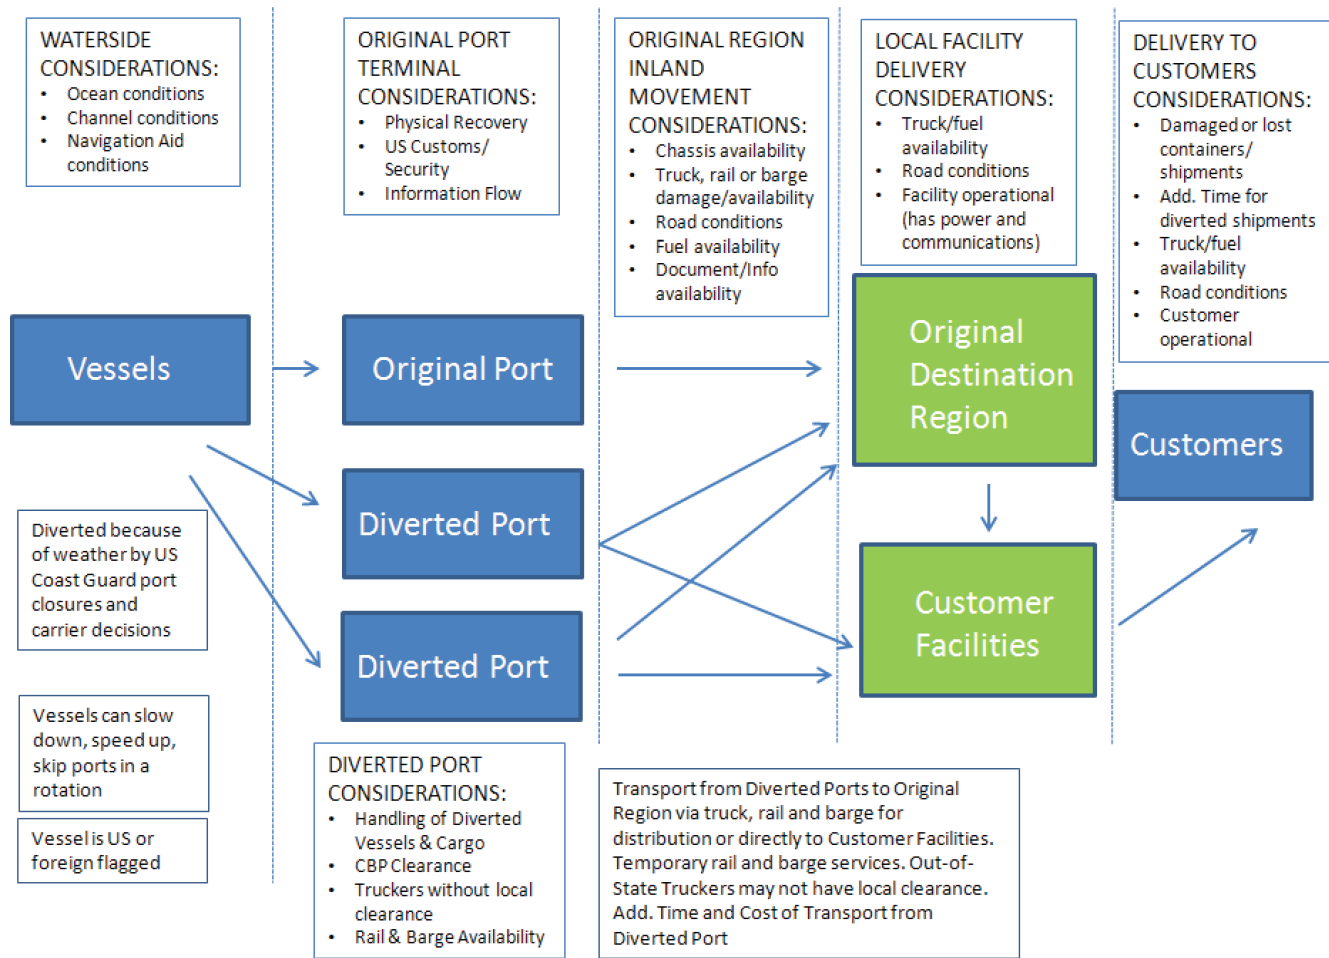 WATERSIDE
CONSIDERATIONS:
• Ocean conditions
• Channel conditions
• Navigation Aid
conditions
ORIGINAL PORT
TERMINAL
CONSIDERATIONS:
• Physical Recovery
• US Customs/
Security
• Information Flow
ORIGINAL REGION
INLAND
MOVEMENT
CONSIDERATIONS:
• Chassis availability
• Truck, rail or barge
damage/availability
• Road conditions
• Fuel availability
• Document/Info
availability
LOCAL FACILITY
DELIVERY
CONSIDERATIONS:
• Truck/fuel
availability
• Road conditions
• Facility operational
(has power and
communications)
DELIVERY TO
CUSTOMERS
CONSIDERATIONS:
• Damaged or lost
containers/
shipments
• Add. Time for
diverted shipments
• Truck/fuel
availability
• Road conditions
• Customer
operational
Vessels
Original Port
Original
Destination
Region
Customers
Diverted Port
Diverted Port
Customer
Facilities
Diverted because
of weather by US
Coast Guard port
closures and
carrier decisions
Vessels can slow
down, speed up,
skip ports in a
rotation
Vessel is US or
foreign flagged
DIVERTED PORT
CONSIDERATIONS:
• Handling of Diverted
Vessels & Cargo
• CBP Clearance
• Truckers without local
clearance
• Rail & Barge Availability
Transport from Diverted Ports to Original
Region via truck, rail and barge for
distribution or directly to Customer Facilities.
Temporary rail and barge services. Out-of-
State Truckers may not have local clearance.
Add. Time and Cost of Transport from
Diverted Port